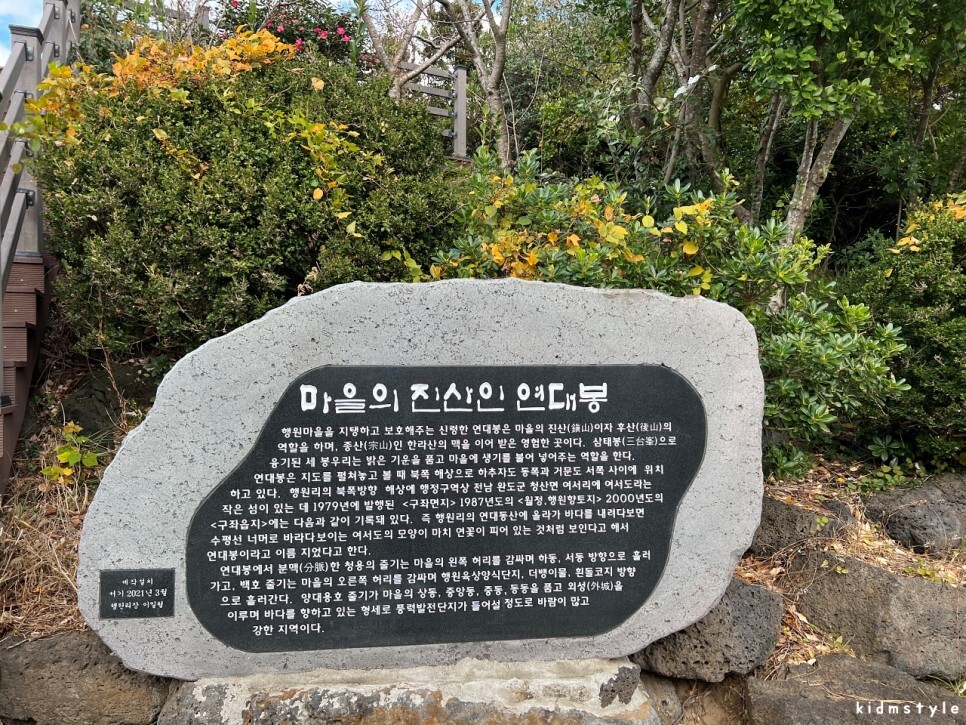 마을의 진산인 연대봉
행원마을을 지탱하고 보호해주는 신령한 연대봉은 마을의 진산(鎭山)이자 후산(後山)의
역할을 하며, 종산(宗山)인 한라산의 맥을 이어 받은 영험한 곳이다. 삼태봉(三台峯)으로
융기된 세 봉우리는 밝은 기운을 품고 마을에 생기를 불어 넣어주는 역할을 한다.
연대봉은 지도를 펼쳐놓고 볼 때 북쪽 해상으로 하추자도 동쪽과 거문도 서쪽 사이에 위치
하고 있다. 행원리의 북쪽방향 해상에 행정구역상 전남 완도군 청산면 여서리에 여서도라는
작은 섬이 있는 데 1979년에 발행된 <구좌면지> 1987년도의 <월정,행원향토지> 2000년도의
<구좌읍지>에는 다음과 같이 기록돼 있다. 즉 행원리의 연대동산에 올라가 바다를 내려다보면
수평선 너머로 바라다보이는 여서도의 모양이 마치 연꽃이 피어 있는 것처럼 보인다고 해서
연대봉이라고 이름 지었다고 한다.
연대봉에서 분맥(分脈)한 청용의 줄기는 마을의 왼쪽 허리를 감싸며 하동, 서동 방향으로 흘러
가고, 백호 줄기는 마을의 오른쪽 허리를 감싸며 행원육상양식단지, 더뱅이물, 흰돌코지 방향
으로 흘러간다. 양대용호 줄기가 마을의 상동, 중앙동, 중동, 동동을 품고 외성(外城)을
이루며 바다를 향하고 있는 형세로 풍력발전단지가 들어설 정도로 바람이 많고
강한 지역이다.
제작설치
서기 2021년 3월
행원리장
kidmstyle